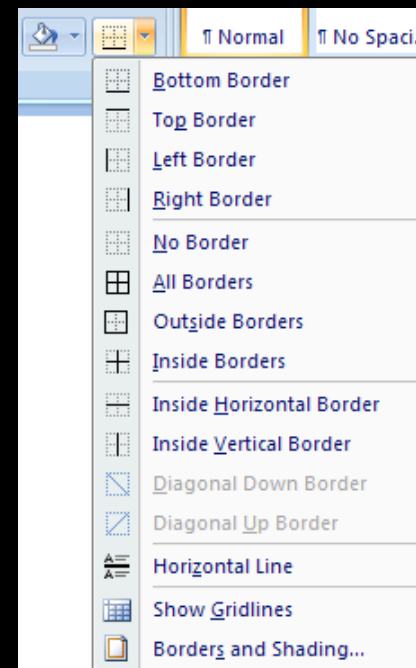 ¶ Normal ¶ No Spaci.
Bottom Border
Top Border
Left Border
Right Border
No Border
All Borders
Outside Borders
Inside Borders
Inside Horizontal Border
Inside Vertical Border
Diagonal Down Border
Diagonal Up Border
Horizontal Line
Show Gridlines
Borders and Shading...